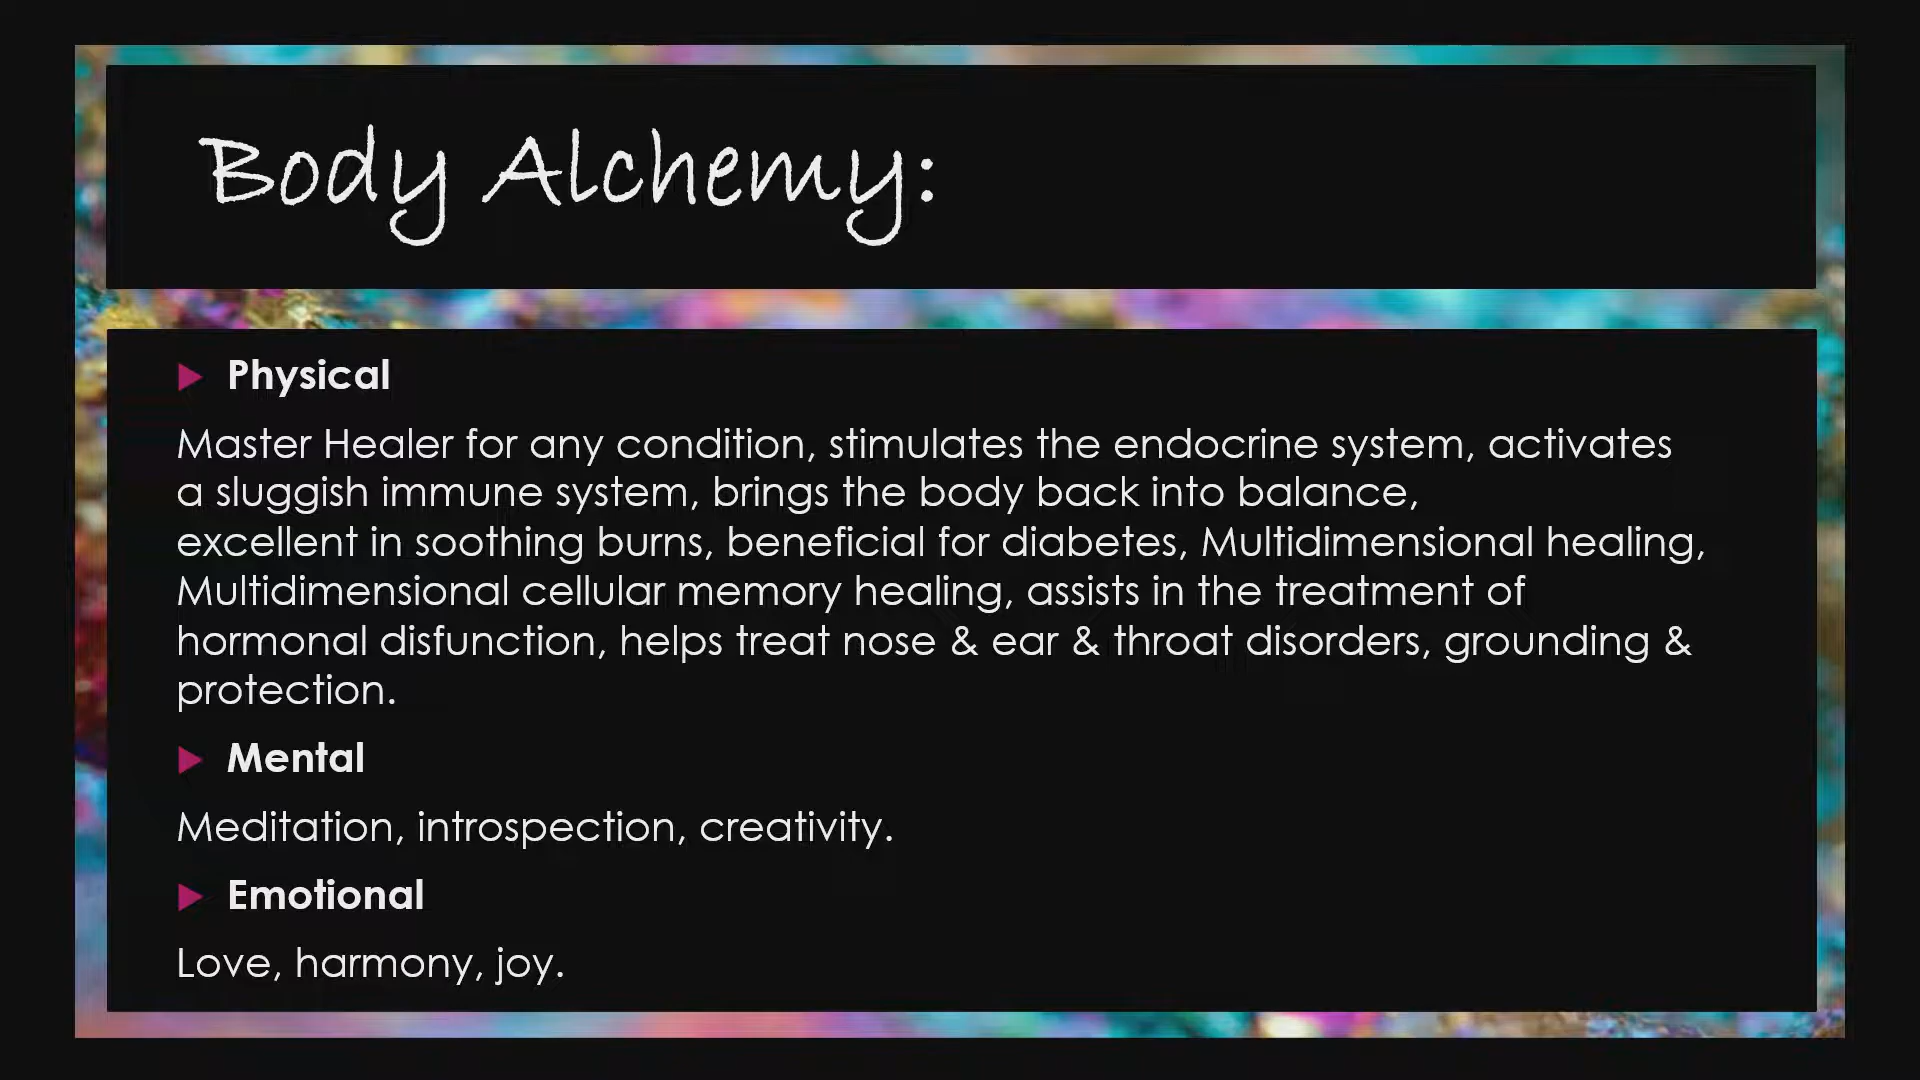 Body Alchemy:
Physical
Master Healer for any condition, stimulates the endocrine system, activates
a sluggish immune system, brings the body back into balance,
excellent in soothing burns, beneficial for diabetes, Multidimensional healing,
Multidimensional cellular memory healing, assists in the treatment of
hormonal disfunction, helps treat nose & ear & throat disorders, grounding &
protection.
Mental
Meditation, introspection, creativity.
Emotional
Love, harmony, joy.